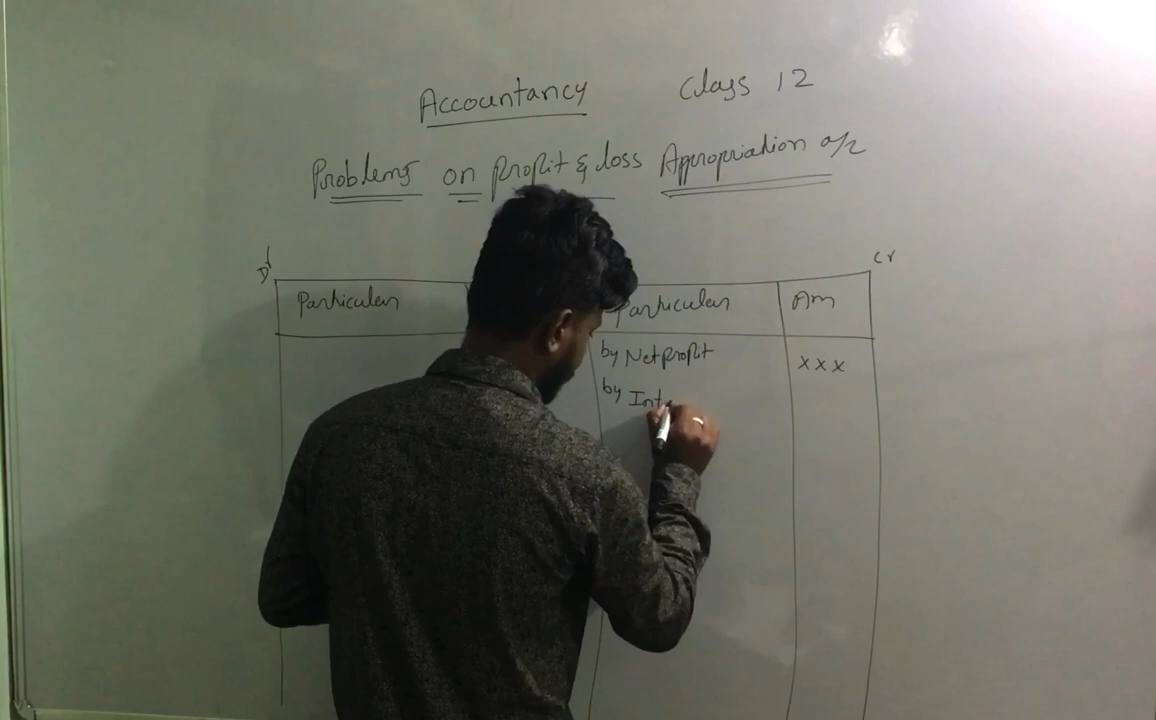 Accountancy Class 12
Problems on Profit & loss Appropriation a/c
Dr Cr
Particulars Particulars Am
by Net profit xxx
by Int